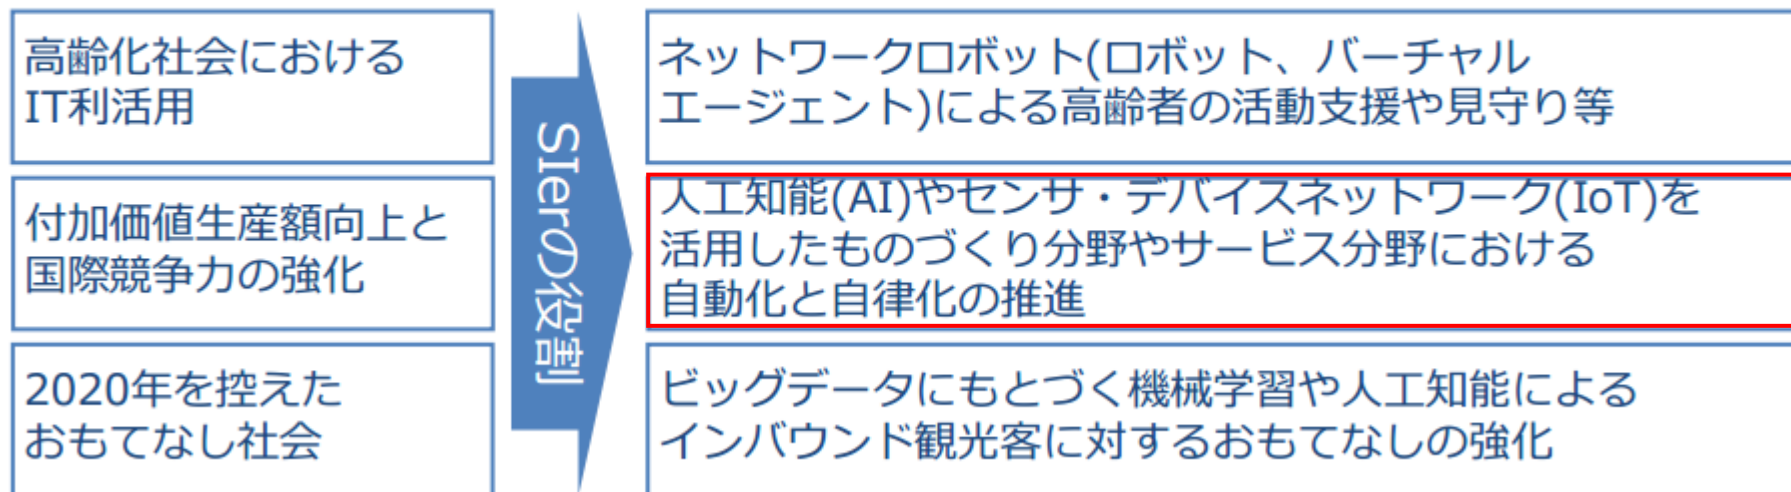 高齢化社会における
IT利活用
付加価値生産額向上と
国際競争力の強化
2020年を控えた
おもてなし社会
SIerの役割
ネットワークロボット(ロボット、バーチャル
エージェント)による高齢者の活動支援や見守り等
人工知能(AI)やセンサ・デバイスネットワーク(IoT)を
活用したものづくり分野やサービス分野における
自動化と自律化の推進
ビッグデータにもとづく機械学習や人工知能による
インバウンド観光客に対するおもてなしの強化